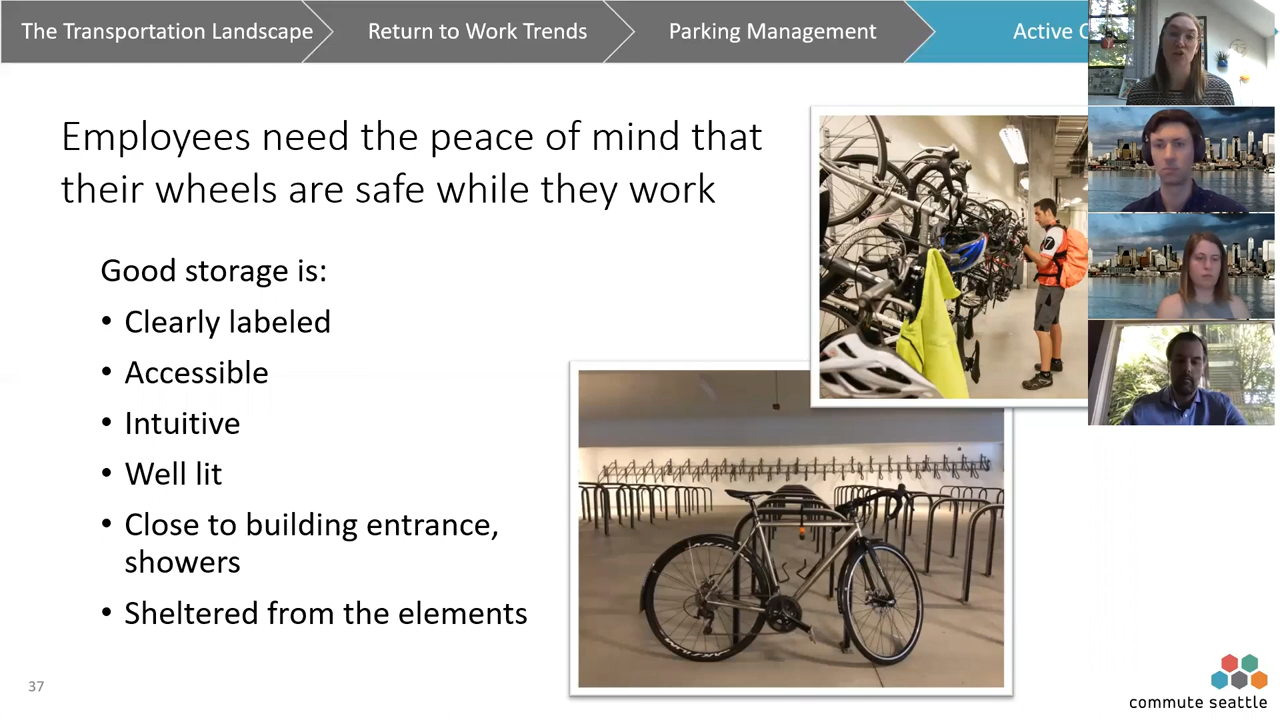 The Transportation Landscape
Return to Work Trends
Parking Management
Active
Employees need the peace of mind that
their wheels are safe while they work
Good storage is:
• Clearly labeled
• Accessible
• Intuitive
• Well lit
• Close to building entrance,
showers
• Sheltered from the elements
37
commute seattle